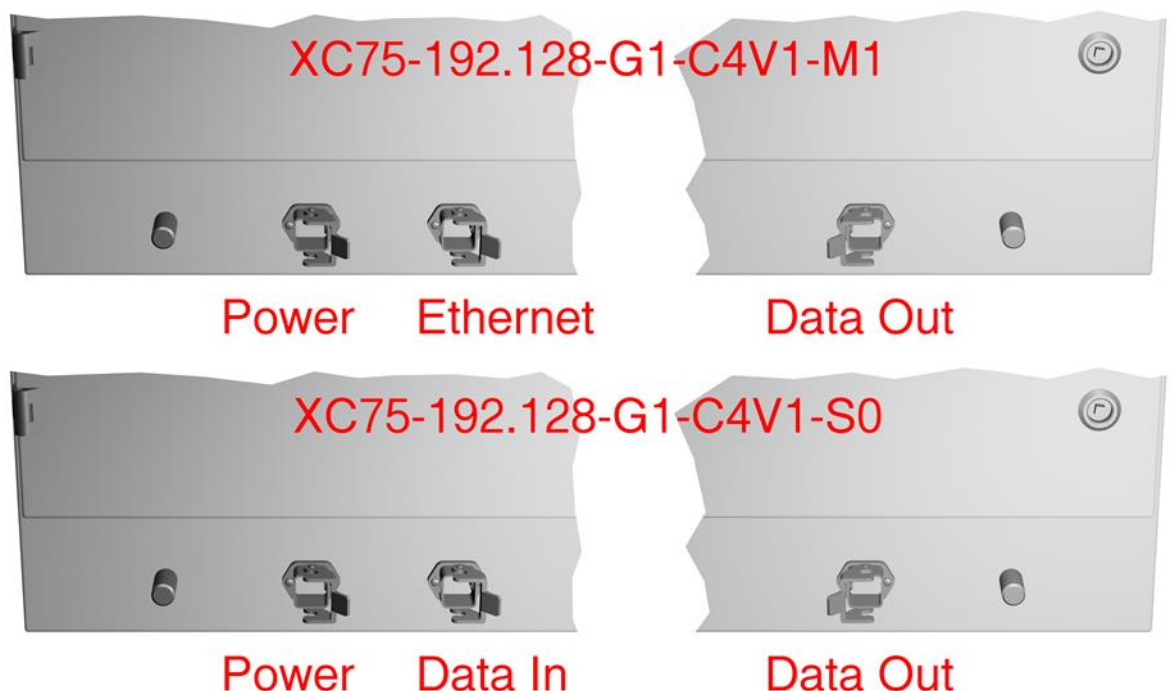 XC75-192.128-G1-C4V1-M1
Power Ethernet Data Out
XC75-192.128-G1-C4V1-S0
Power Data In Data Out